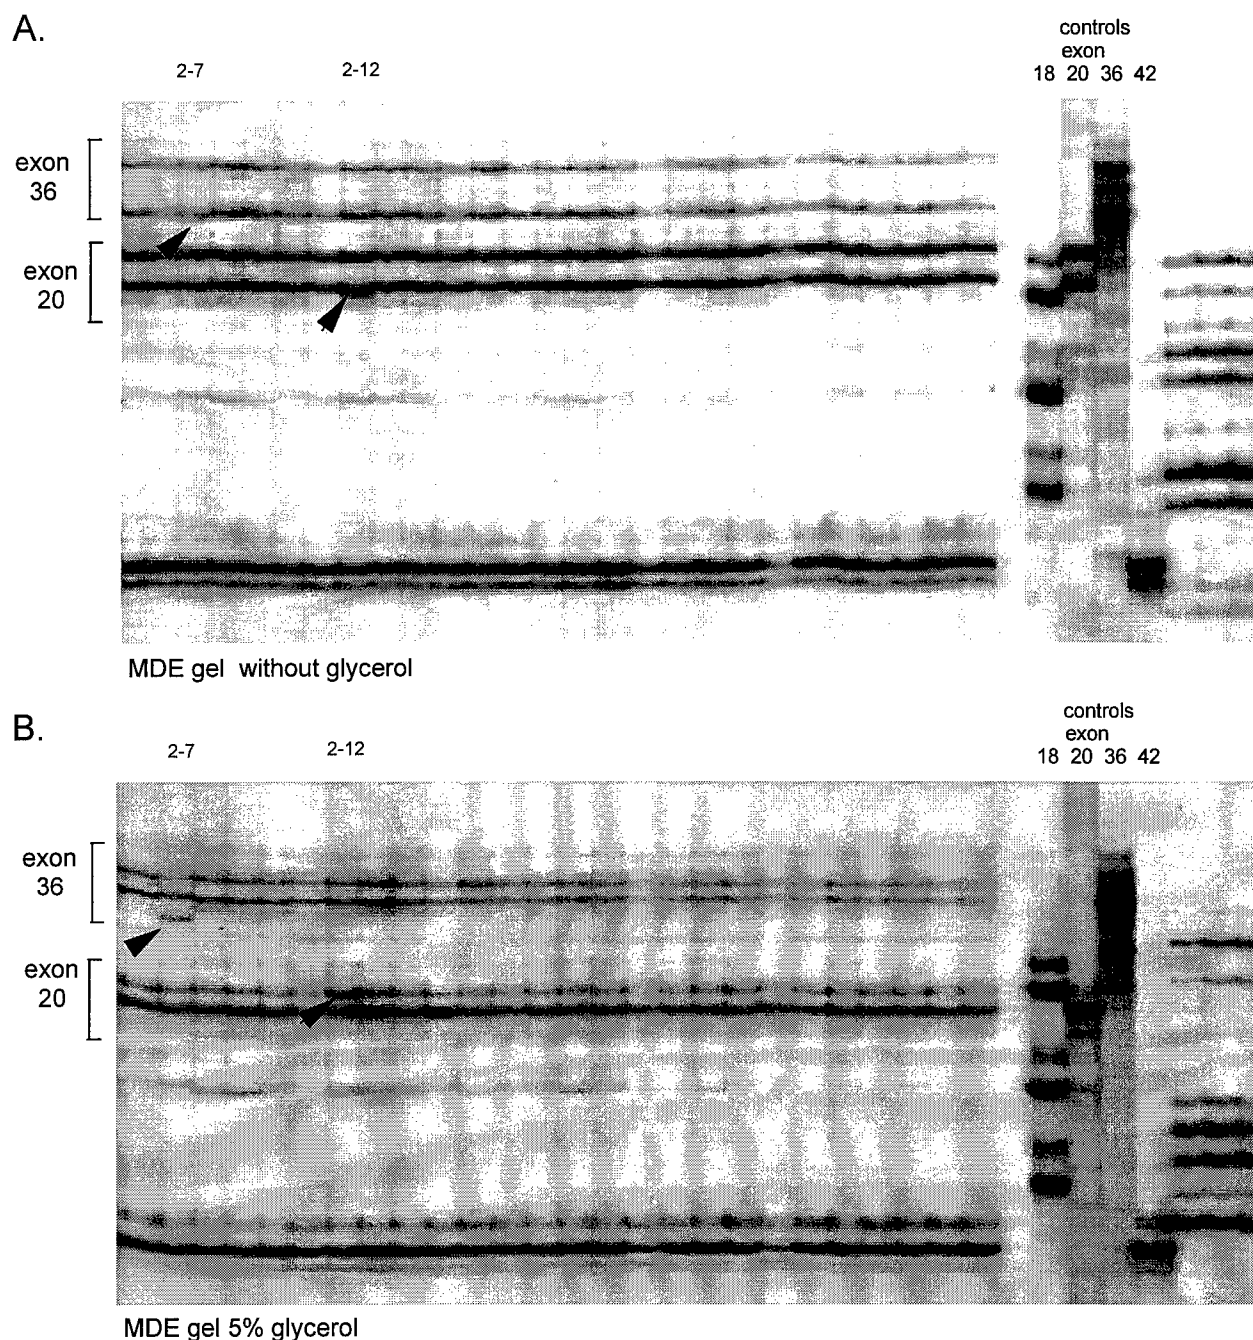 A.
controls
exon
2-7 2-12 18 20 36 42
exon
36
exon
20
MDE gel without glycerol
B.
controls
exon
2-7 2-12 18 20 36 42
exon
36
exon
20
MDE gel 5% glycerol